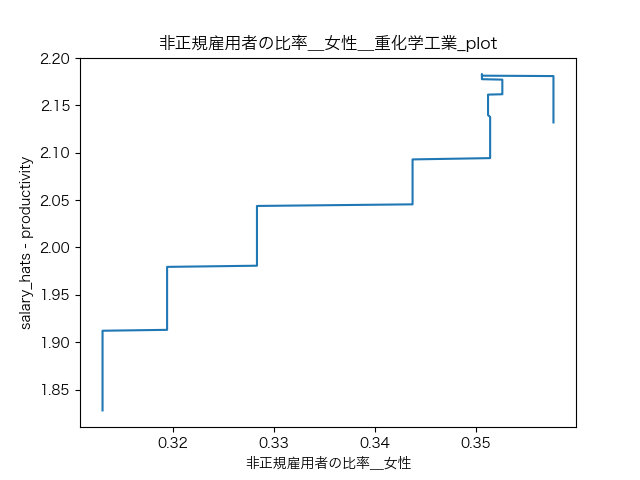 非正規雇用者の比率__女性__重化学工業_plot
salary_hats - productivity
2.20
2.15
2.10
2.05
2.00
1.95
1.90
1.85
0.32 0.33 0.34 0.35
非正規雇用者の比率__女性